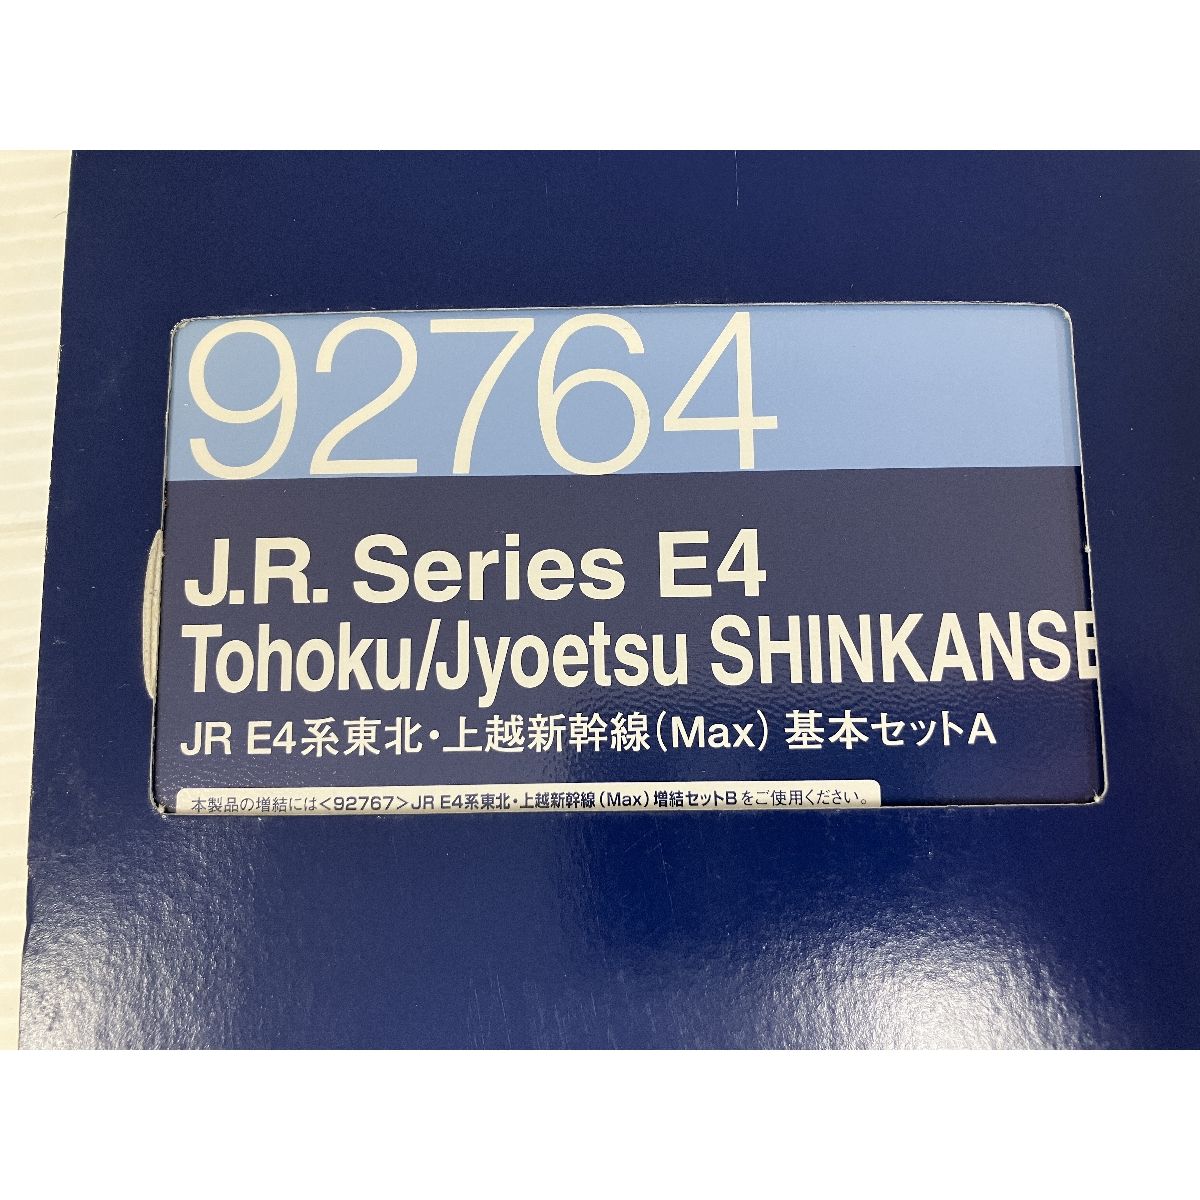 92764
J.R. Series E4
Tohoku/Jyoetsu SHINKANSE
JR E4系東北・上越新幹線(Max) 基本セットA
本製品の増結には<92767>JR E4系東北・上越新幹線(Max)増結セットBをご使用ください。